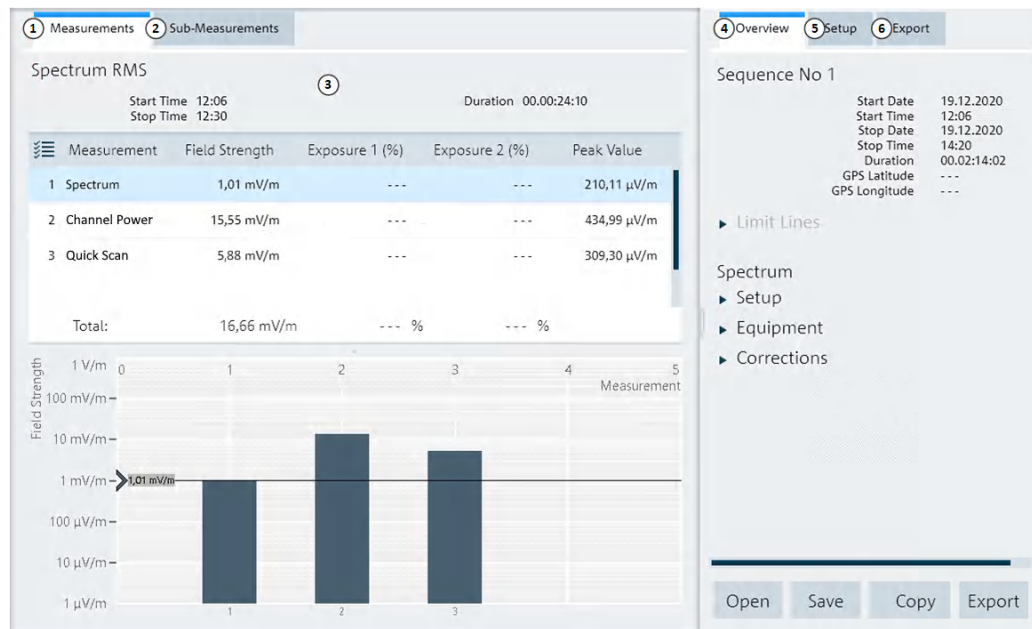 1 Measurements 2 Sub-Measurements
Spectrum RMS
3
Start Time 12:06 Duration 00.00:24:10
Stop Time 12:30
Measurement Field Strength Exposure 1 (%) Exposure 2 (%) Peak Value
1 Spectrum 1,01 mV/m --- --- 210,11 µV/m
2 Channel Power 15,55 mV/m --- --- 434,99 µV/m
3 Quick Scan 5,88 mV/m --- --- 309,30 µV/m
Total: 16,66 mV/m --- % --- %
Field Strength
1 V/m 0 1 2 3 4 5
Measurement
100 mV/m
10 mV/m
1 mV/m 1,01 mV/m
100 µV/m
10 µV/m
1 µV/m
1 2 3
4 Overview 5 Setup 6 Export
Sequence No 1
Start Date 19.12.2020
Start Time 12:06
Stop Date 19.12.2020
Stop Time 14:20
Duration 00.02:14:02
GPS Latitude ---
GPS Longitude ---
Limit Lines
Spectrum
Setup
Equipment
Corrections
Open Save Copy Export